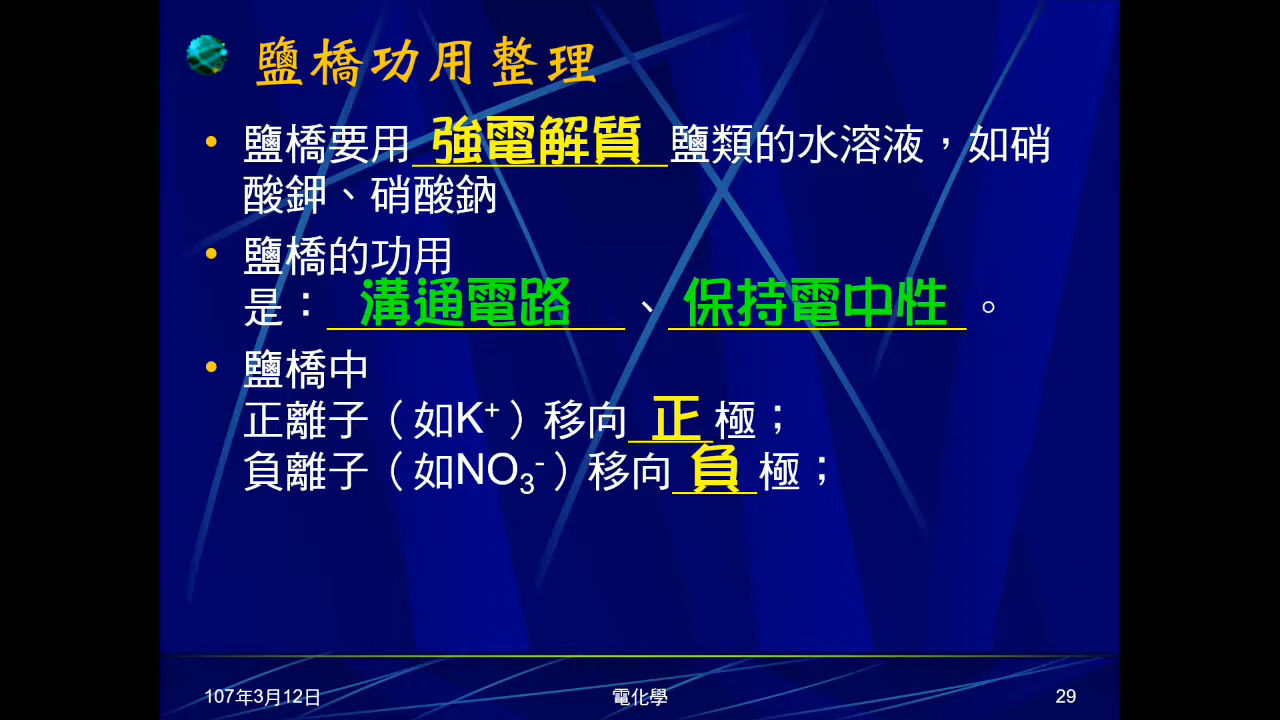 鹽橋功用整理
• 鹽橋要用強電解質鹽類的水溶液，如硝
酸鉀、硝酸鈉
• 鹽橋的功用
是：溝通電路、保持電中性。
• 鹽橋中
正離子（如K⁺）移向正極；
負離子（如NO₃⁻）移向負極；
107年3月12日 電化學 29